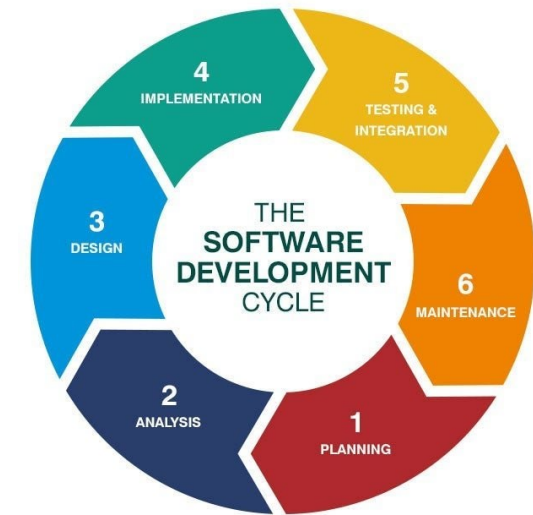 THE
SOFTWARE
DEVELOPMENT
CYCLE
1
PLANNING
2
ANALYSIS
3
DESIGN
4
IMPLEMENTATION
5
TESTING &
INTEGRATION
6
MAINTENANCE